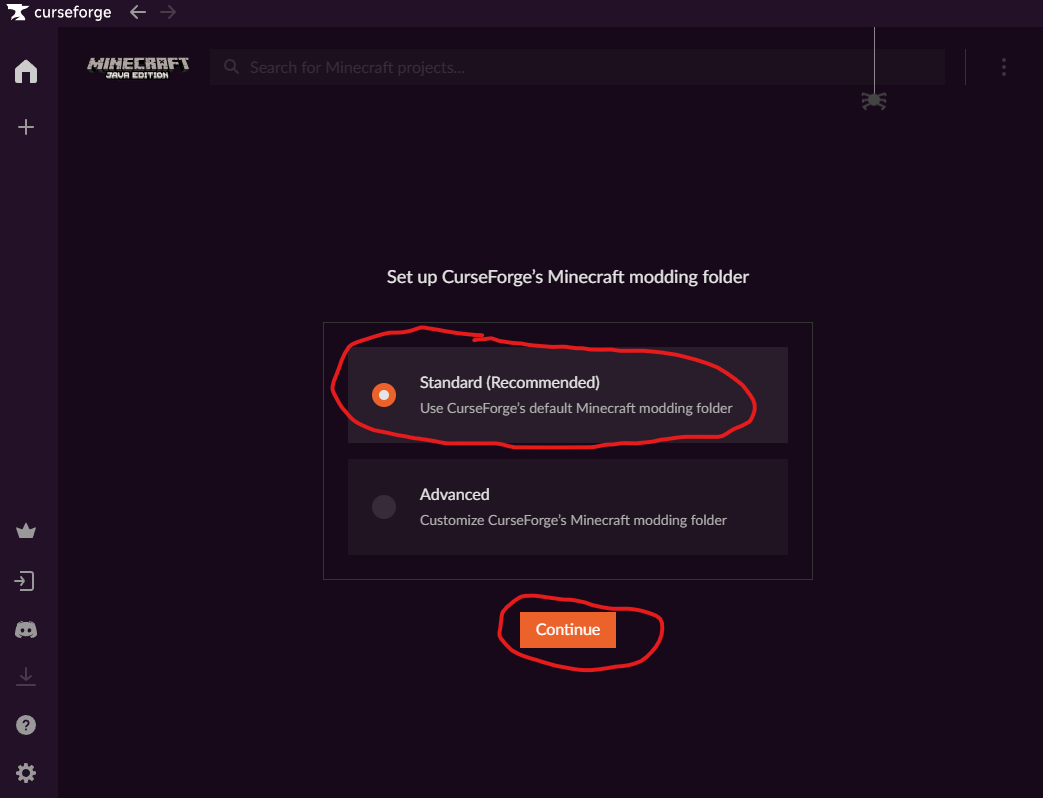 curseforge
MINECRAFT
JAVA EDITION
Search for Minecraft projects...
Set up CurseForge's Minecraft modding folder
Standard (Recommended)
Use CurseForge's default Minecraft modding folder
Advanced
Customize CurseForge's Minecraft modding folder
Continue
?